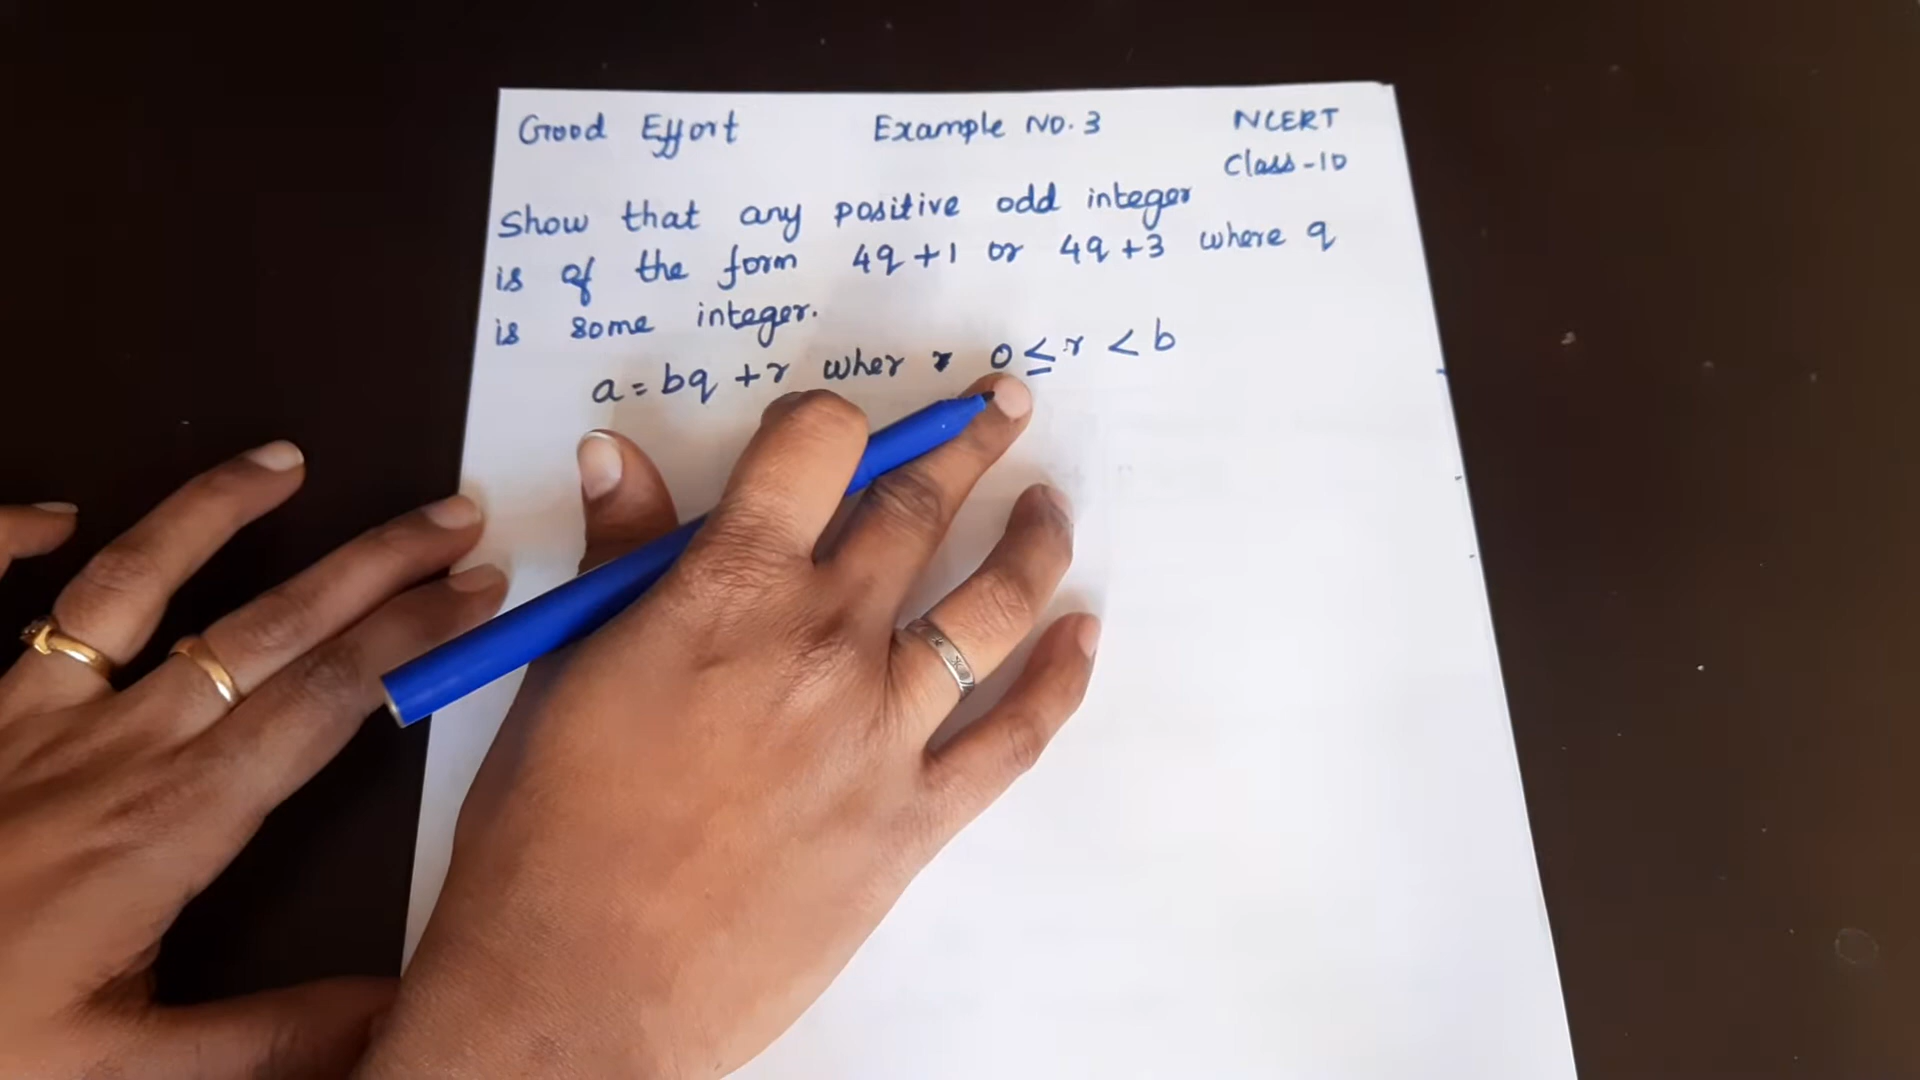 Good Effort Example No. 3 NCERT
Class-10
Show that any positive odd integer
is of the form 4q+1 or 4q+3 where q
is some integer.
a = bq + r wher r 0 ≤ r < b